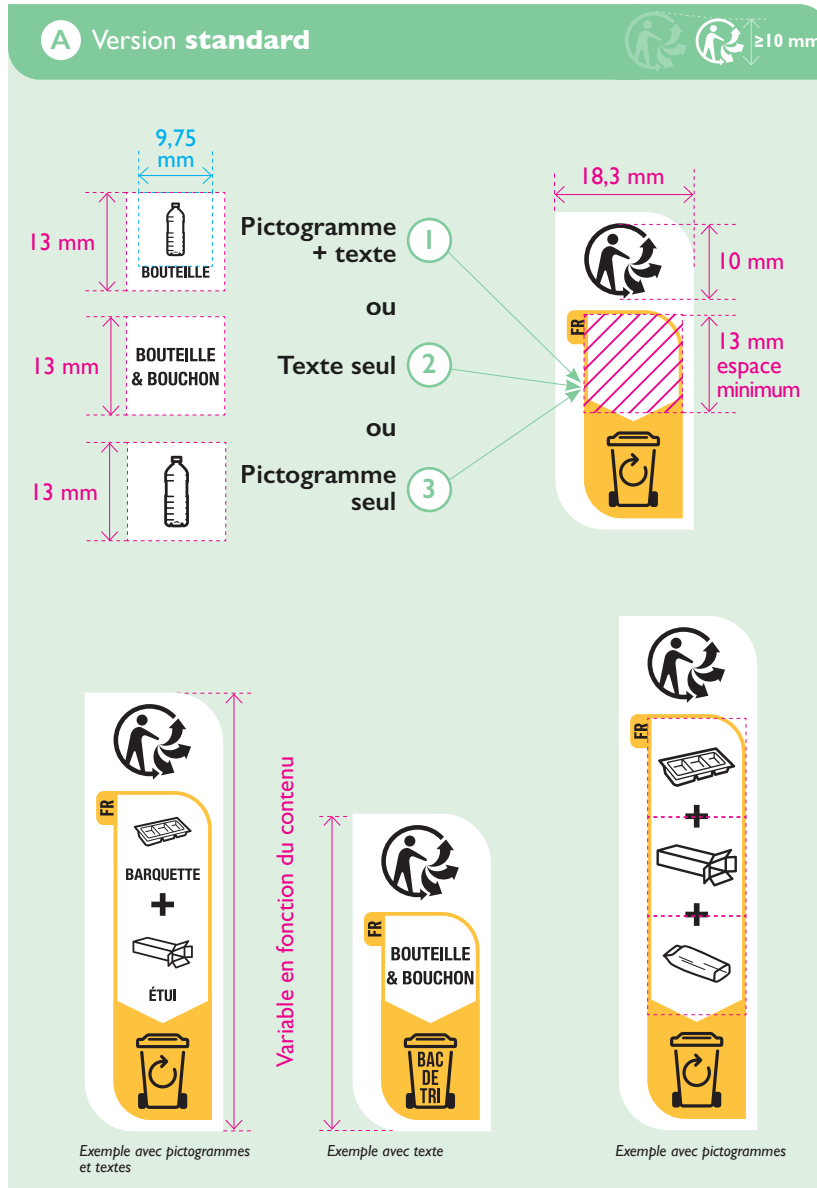 A Version standard
≥10 mm
9,75
mm
13 mm
BOUTEILLE
Pictogramme
+ texte
1
ou
13 mm
BOUTEILLE
& BOUCHON
Texte seul
2
ou
13 mm
Pictogramme
seul
3
18,3 mm
10 mm
FR
13 mm
espace
minimum
FR
BARQUETTE
+
ÉTUI
Variable en fonction du contenu
FR
BOUTEILLE
& BOUCHON
BAC
DE
TRI
FR
+
+
Exemple avec pictogrammes
et textes
Exemple avec texte
Exemple avec pictogrammes